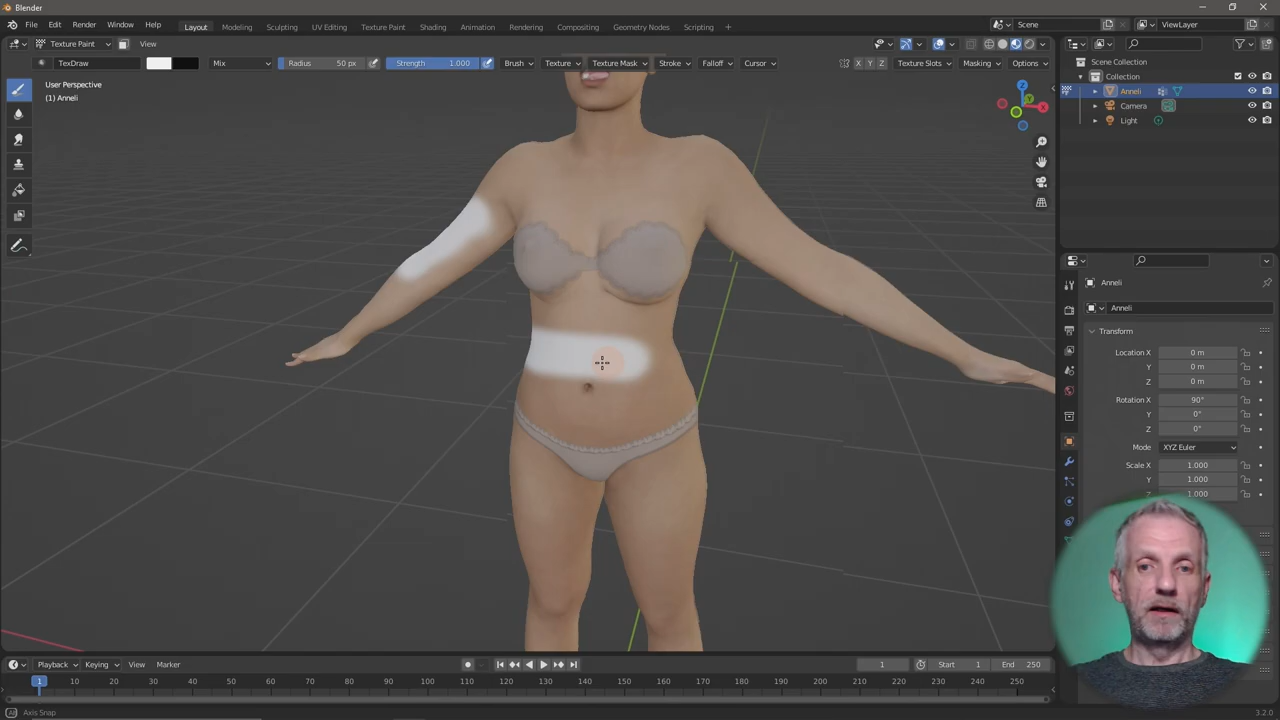 Blender
File Edit Render Window Help
Layout Modeling Sculpting UV Editing Texture Paint Shading Animation Rendering Compositing Geometry Nodes Scripting +
Scene ViewLayer
Texture Paint View
TexDraw Mix Radius 50 px Strength 1.000 Brush Texture Texture Mask Stroke Falloff Cursor X Y Z Texture Slots Masking Options
User Perspective
(1) Anneli
Scene Collection
Collection
Anneli
Camera
Light
Anneli
Anneli
Transform
Location X 0 m
Y 0 m
Z 0 m
Rotation X 90°
Y 0°
Z 0°
Mode XYZ Euler
Scale X 1.000
Y 1.000
Z 1.000
Playback Keying View Marker 1 Start 1 End 250
1 10 20 30 40 50 60 70 80 90 100 110 120 130 140 150 160 170 180 190 200 210 220 230 240 250
Axis Snap 3.2.0